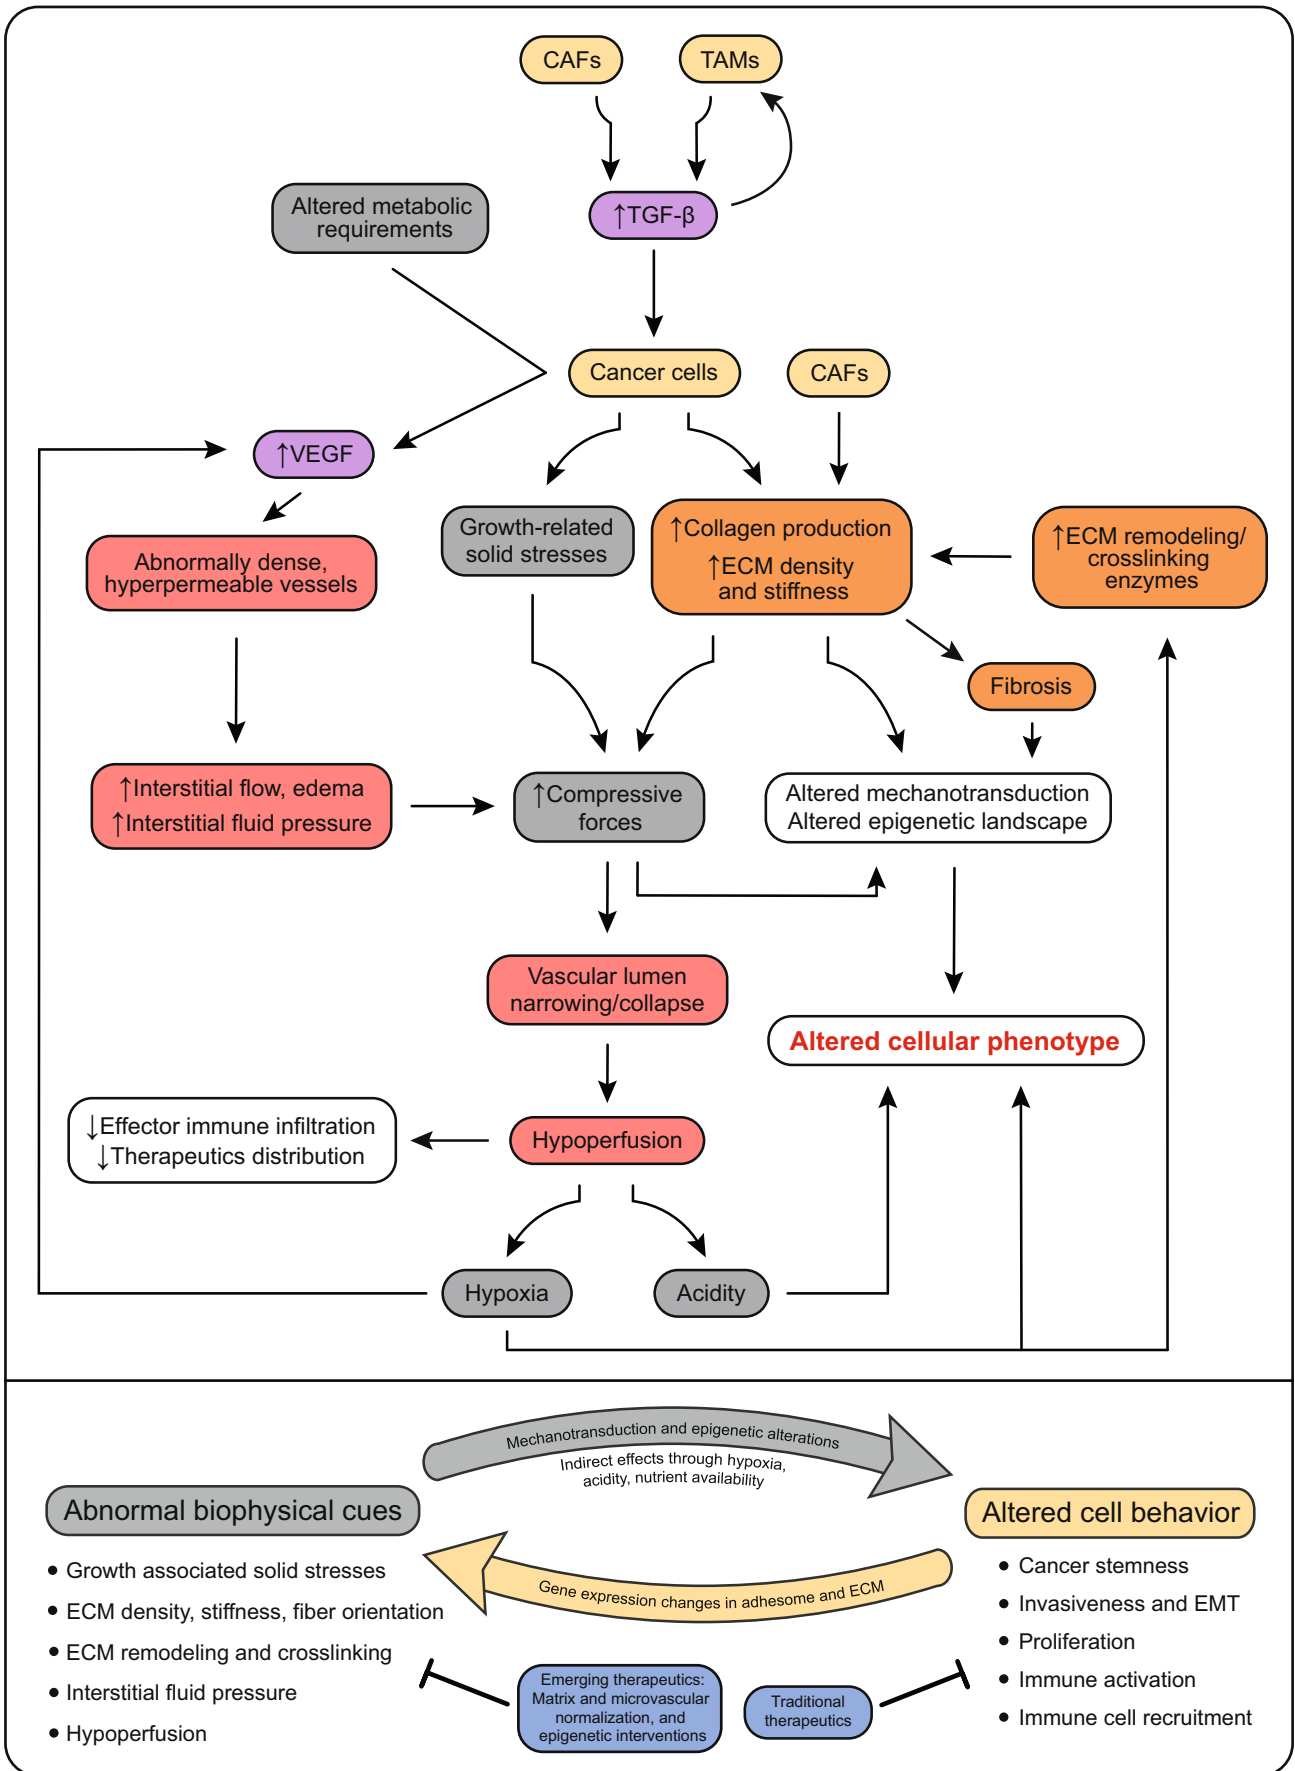 CAFs
TAMs
Altered metabolic
requirements
↑TGF-β
Cancer cells
CAFs
↑VEGF
Growth-related
solid stresses
↑Collagen production
↑ECM density
and stiffness
↑ECM remodeling/
crosslinking
enzymes
Abnormally dense,
hyperpermeable vessels
Fibrosis
↑Interstitial flow, edema
↑Interstitial fluid pressure
↑Compressive
forces
Altered mechanotransduction
Altered epigenetic landscape
Vascular lumen
narrowing/collapse
Altered cellular phenotype
↓Effector immune infiltration
↓Therapeutics distribution
Hypoperfusion
Hypoxia
Acidity
Mechanotransduction and epigenetic alterations
Indirect effects through hypoxia,
acidity, nutrient availability
Abnormal biophysical cues
• Growth associated solid stresses
• ECM density, stiffness, fiber orientation
• ECM remodeling and crosslinking
• Interstitial fluid pressure
• Hypoperfusion
Altered cell behavior
• Cancer stemness
• Invasiveness and EMT
• Proliferation
• Immune activation
• Immune cell recruitment
Gene expression changes in adhesome and ECM
Emerging therapeutics:
Matrix and microvascular
normalization, and
epigenetic interventions
Traditional
therapeutics